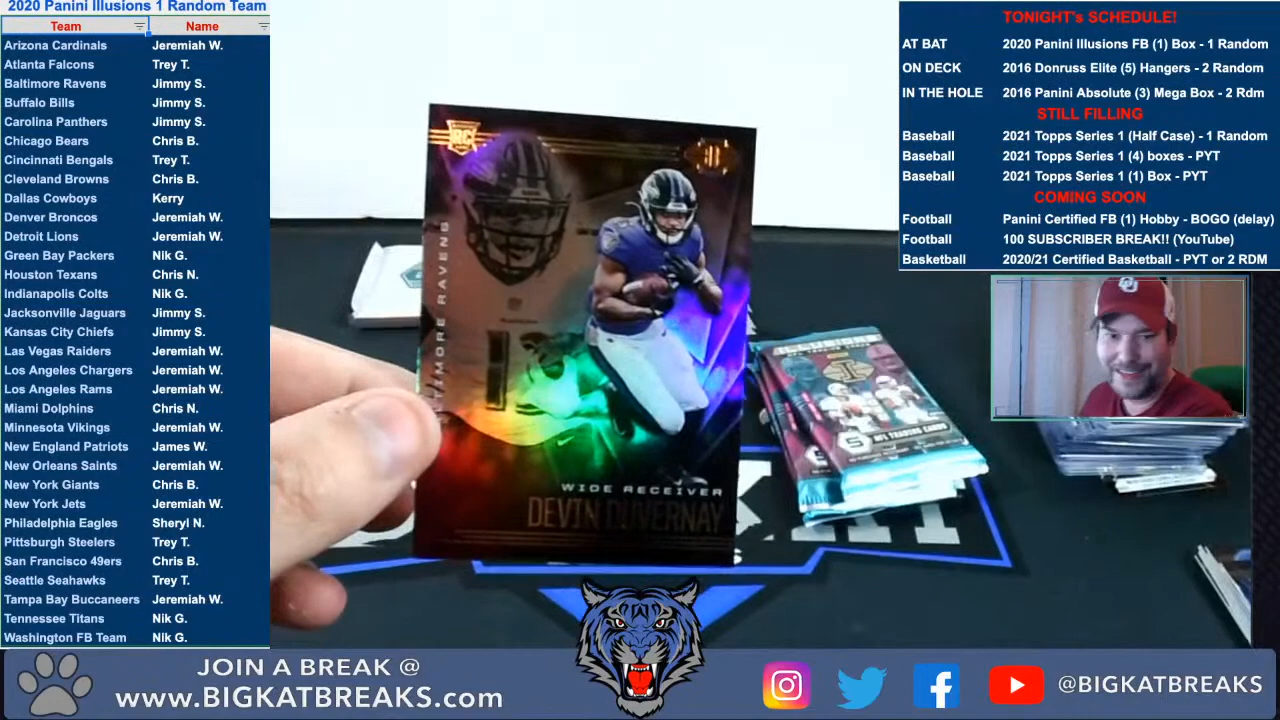 2020 Panini Illusions 1 Random Team
Team Name
Arizona Cardinals Jeremiah W.
Atlanta Falcons Trey T.
Baltimore Ravens Jimmy S.
Buffalo Bills Jimmy S.
Carolina Panthers Jimmy S.
Chicago Bears Chris B.
Cincinnati Bengals Trey T.
Cleveland Browns Chris B.
Dallas Cowboys Kerry
Denver Broncos Jeremiah W.
Detroit Lions Jeremiah W.
Green Bay Packers Nik G.
Houston Texans Chris N.
Indianapolis Colts Nik G.
Jacksonville Jaguars Jimmy S.
Kansas City Chiefs Jimmy S.
Las Vegas Raiders Jeremiah W.
Los Angeles Chargers Jeremiah W.
Los Angeles Rams Jeremiah W.
Miami Dolphins Chris N.
Minnesota Vikings Jeremiah W.
New England Patriots James W.
New Orleans Saints Jeremiah W.
New York Giants Chris B.
New York Jets Jeremiah W.
Philadelphia Eagles Sheryl N.
Pittsburgh Steelers Trey T.
San Francisco 49ers Chris B.
Seattle Seahawks Trey T.
Tampa Bay Buccaneers Jeremiah W.
Tennessee Titans Nik G.
Washington FB Team Nik G.
RC
BALTIMORE RAVENS
WIDE RECEIVER
DEVIN DUVERNAY
NFL TRADING CARDS
TONIGHT's SCHEDULE!
AT BAT 2020 Panini Illusions FB (1) Box - 1 Random
ON DECK 2016 Donruss Elite (5) Hangers - 2 Random
IN THE HOLE 2016 Panini Absolute (3) Mega Box - 2 Rdm
STILL FILLING
Baseball 2021 Topps Series 1 (Half Case) - 1 Random
Baseball 2021 Topps Series 1 (4) boxes - PYT
Baseball 2021 Topps Series 1 (1) Box - PYT
COMING SOON
Football Panini Certified FB (1) Hobby - BOGO (delay)
Football 100 SUBSCRIBER BREAK!! (YouTube)
Basketball 2020/21 Certified Basketball - PYT or 2 RDM
JOIN A BREAK @
www.BIGKATBREAKS.com
@BIGKATBREAKS